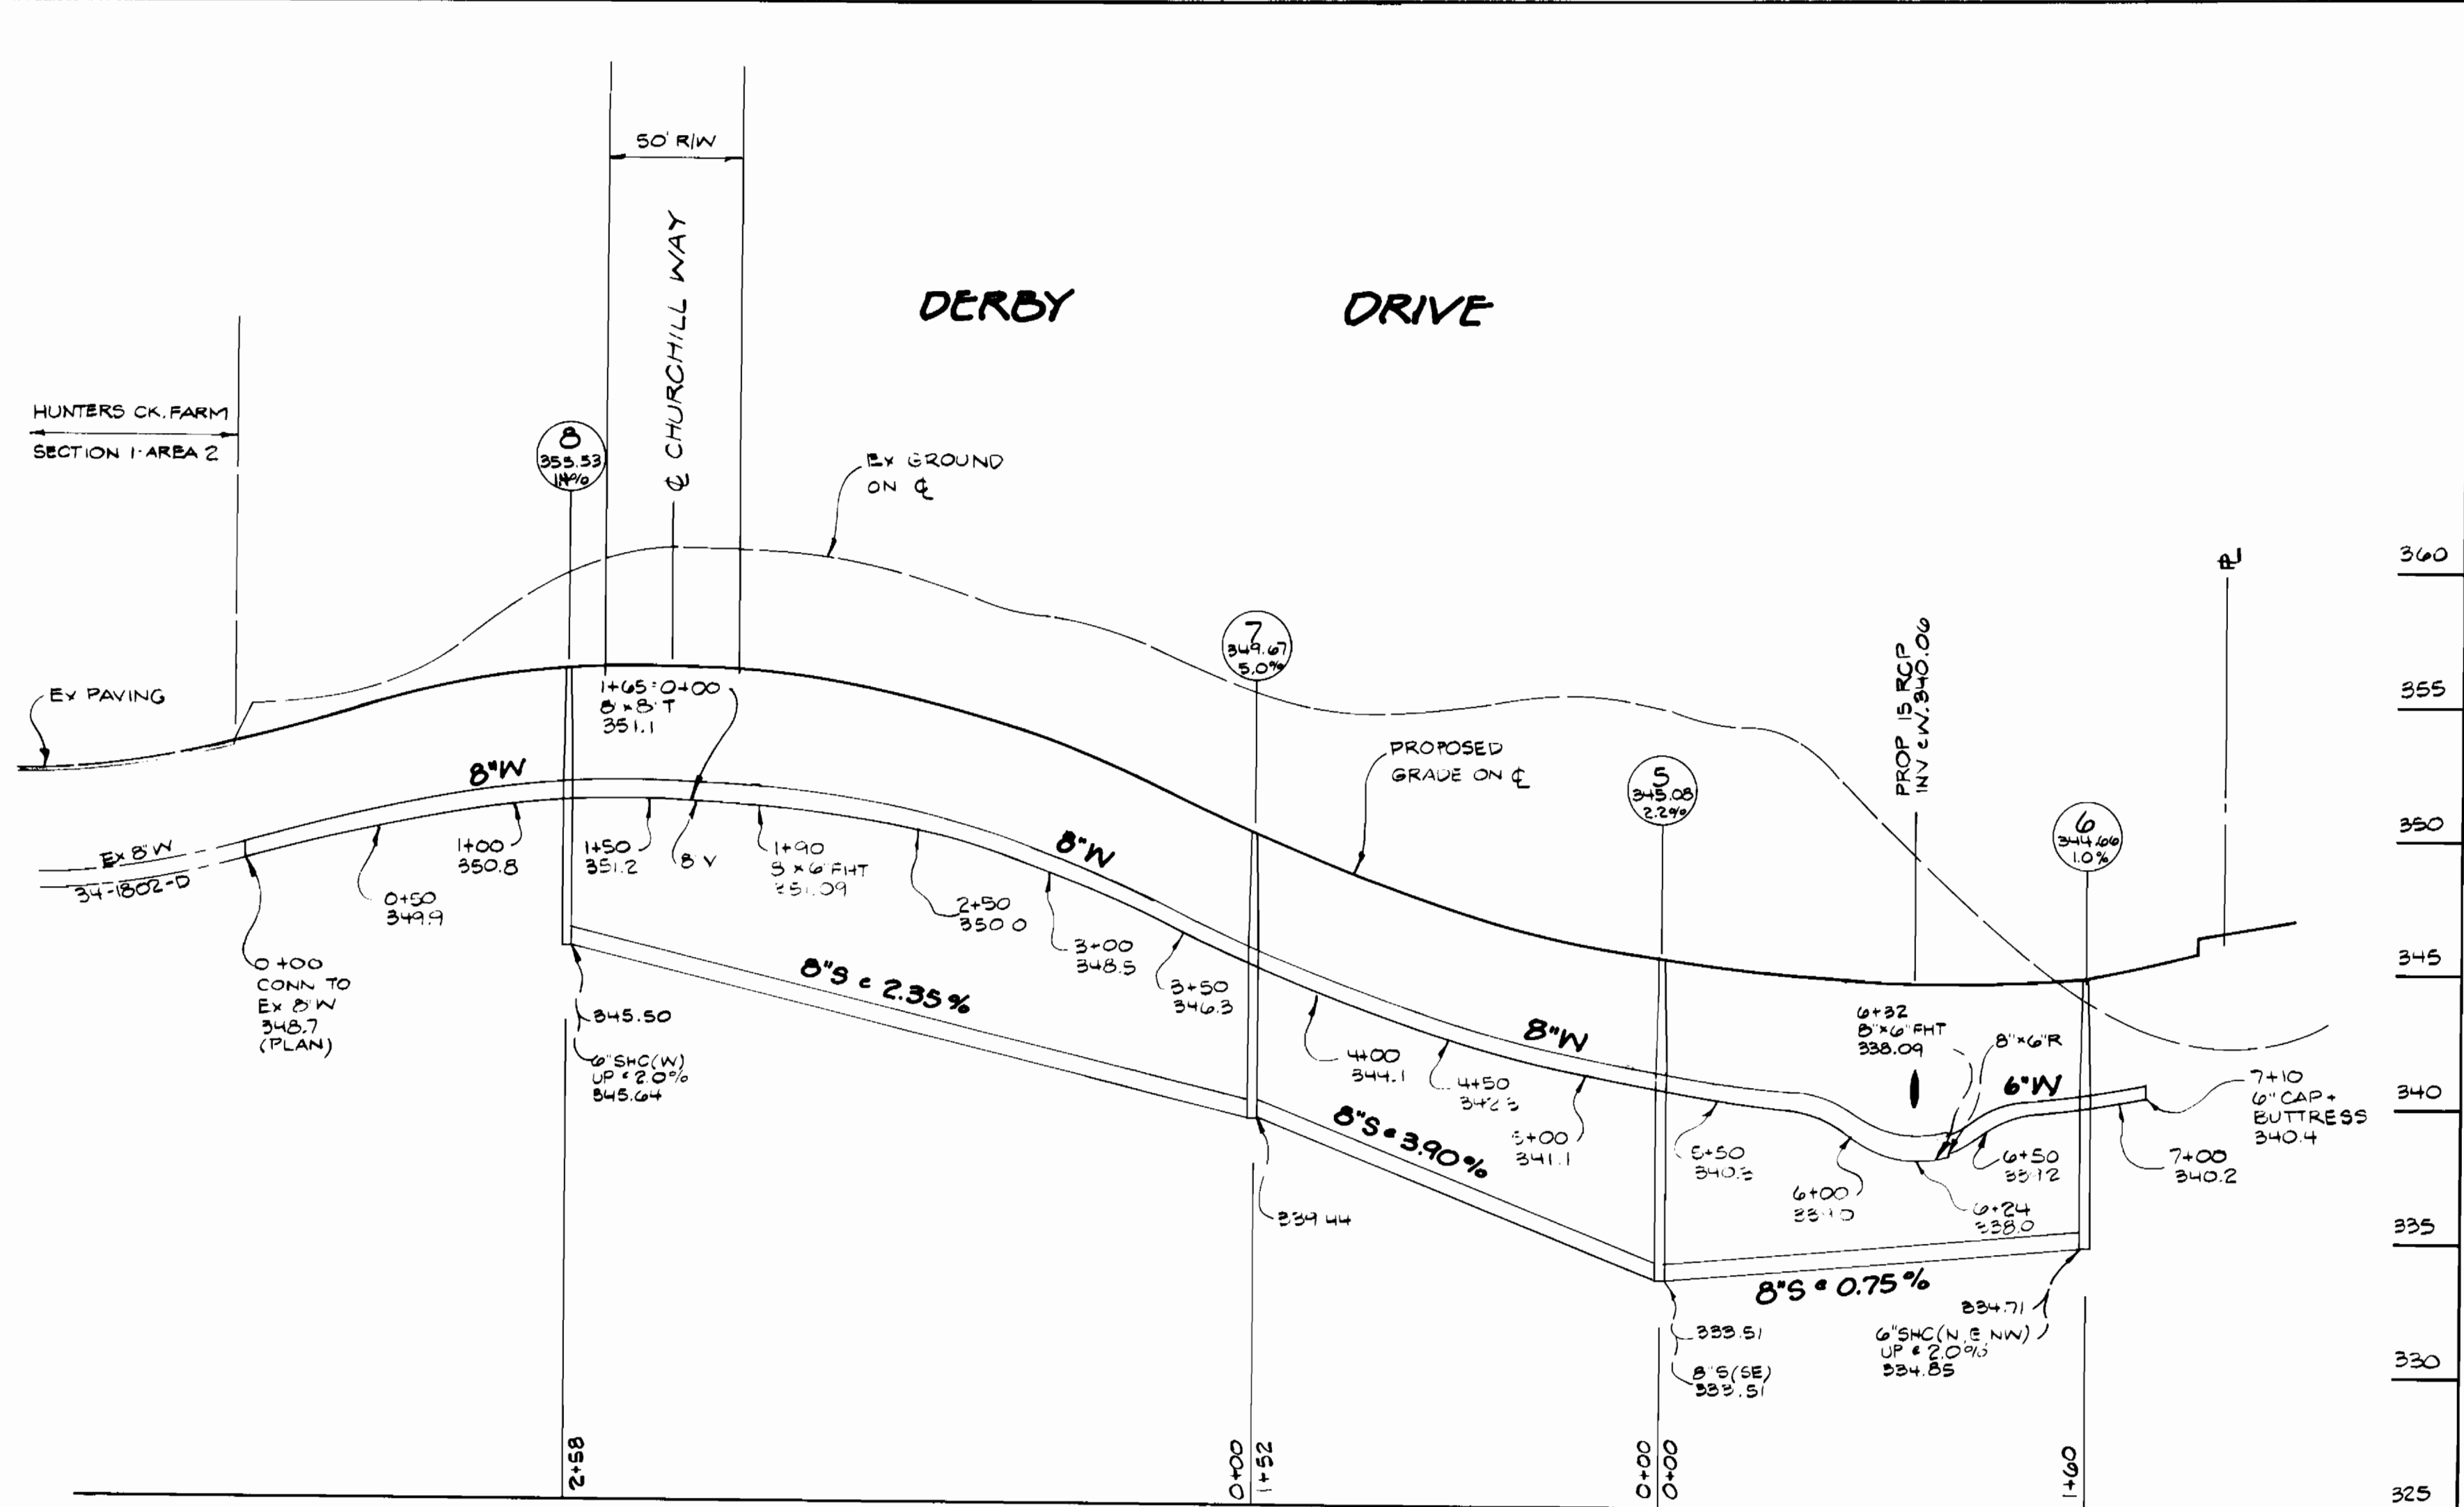 50' R/W
℄ CHURCHILL WAY
DERBY DRIVE
HUNTERS CK. FARM
SECTION 1-AREA 2
8
355.53
1.4%
EX GROUND
ON ℄
7
349.67
5.0%
5
345.08
2.2%
6
344.66
1.0%
PROP 15 RCP
INV @ W. 340.06
℄
360
355
350
345
340
335
330
325
EX PAVING
1+65=0+00
8"x8"T
351.1
PROPOSED
GRADE ON ℄
8"W
8"W
8"W
6"W
EX 8"W
34-1802-D
0+00
CONN TO
EX 8"W
348.7
(PLAN)
0+50
349.9
1+00
350.8
1+50
351.2
8"V
1+90
8"x6"FHT
351.09
2+50
350.0
3+00
348.5
3+50
346.3
4+00
344.1
4+50
342.3
5+00
341.1
5+50
340.3
6+00
6+24
338.0
6+32
8"x6"FHT
338.09
8"x6"R
6+50
7+00
340.2
7+10
6" CAP +
BUTTRESS
340.4
8"S @ 2.35%
8"S @ 3.90%
8"S @ 0.75%
345.50
6"SHC(W)
UP @ 2.0%
345.64
339.44
333.51
8"S(SE)
333.51
334.71
6"SHC(N,E,NW)
UP @ 2.0%
334.85
2+58
0+00
1+52
0+00
0+00
1+60